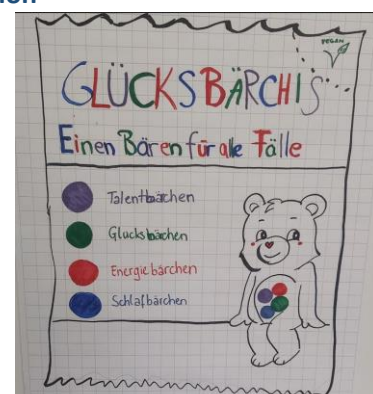 VEGAN
GLÜCKSBÄRCHIS
Einen Bären für alle Fälle
Talentbärchen
Glücksbärchen
Energiebärchen
Schlafbärchen